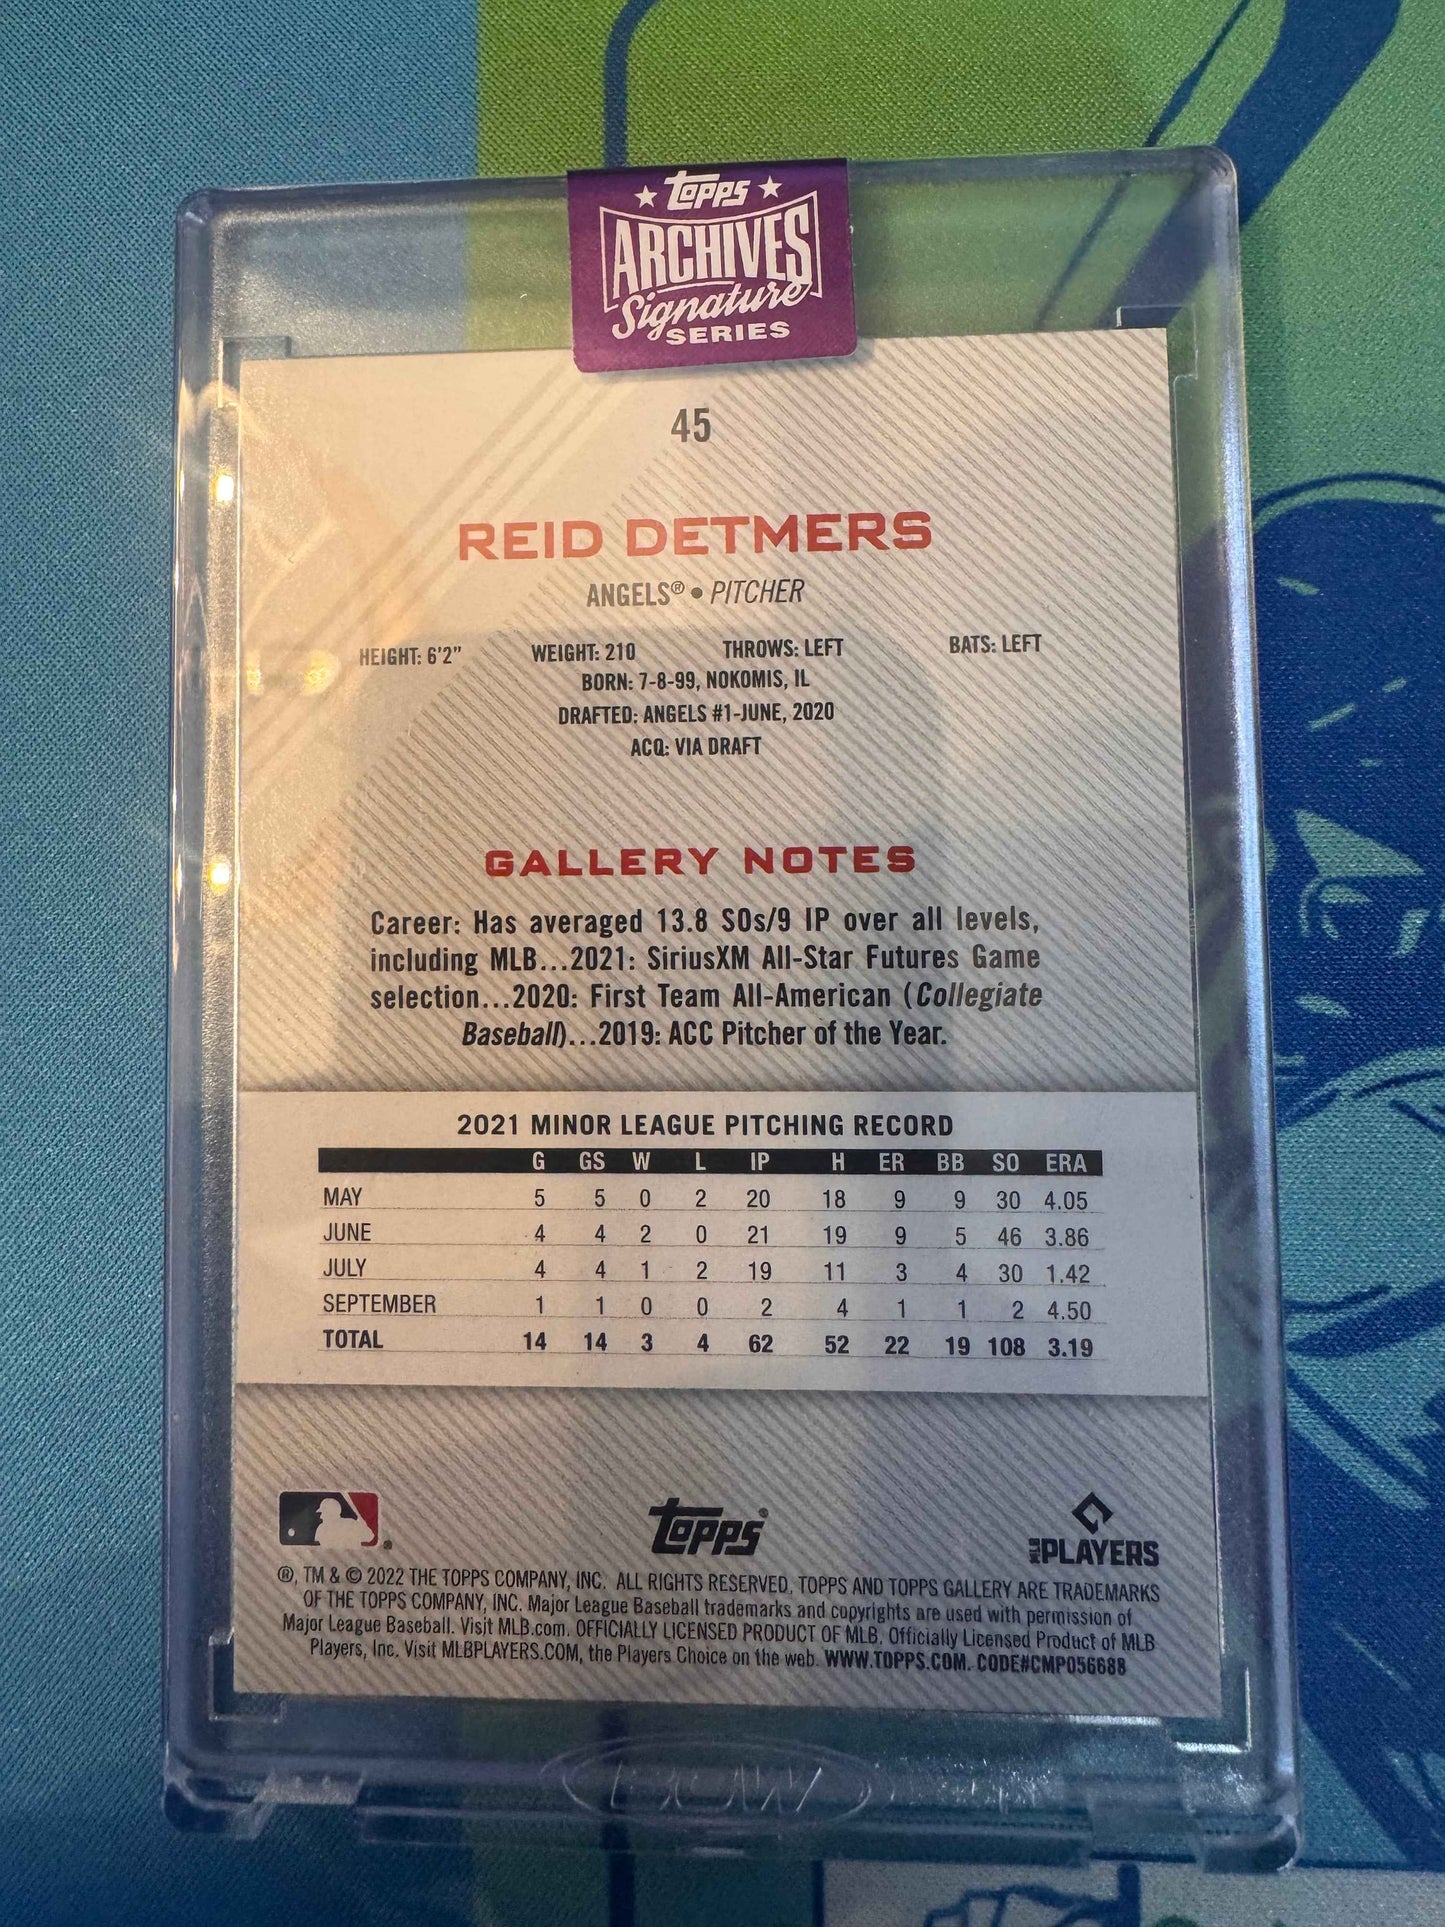 ★ Topps ★
ARCHIVES
Signature
SERIES
45
REID DETMERS
ANGELS® • PITCHER
HEIGHT: 6'2" WEIGHT: 210 THROWS: LEFT BATS: LEFT
BORN: 7-8-99, NOKOMIS, IL
DRAFTED: ANGELS #1-JUNE, 2020
ACQ: VIA DRAFT
GALLERY NOTES
Career: Has averaged 13.8 SOs/9 IP over all levels,
including MLB...2021: SiriusXM All-Star Futures Game
selection...2020: First Team All-American (Collegiate
Baseball)...2019: ACC Pitcher of the Year.
2021 MINOR LEAGUE PITCHING RECORD
G GS W L IP H ER BB SO ERA
MAY 5 5 0 2 20 18 9 9 30 4.05
JUNE 4 4 2 0 21 19 9 5 46 3.86
JULY 4 4 1 2 19 11 3 4 30 1.42
SEPTEMBER 1 1 0 0 2 4 1 1 2 4.50
TOTAL 14 14 3 4 62 52 22 19 108 3.19
Topps®
MLB PLAYERS
®, TM & © 2022 THE TOPPS COMPANY, INC. ALL RIGHTS RESERVED. TOPPS AND TOPPS GALLERY ARE TRADEMARKS
OF THE TOPPS COMPANY, INC. Major League Baseball trademarks and copyrights are used with permission of
Major League Baseball. Visit MLB.com. OFFICIALLY LICENSED PRODUCT OF MLB. Officially Licensed Product of MLB
Players, Inc. Visit MLBPLAYERS.COM, the Players Choice on the web. WWW.TOPPS.COM. CODE#CMP056688